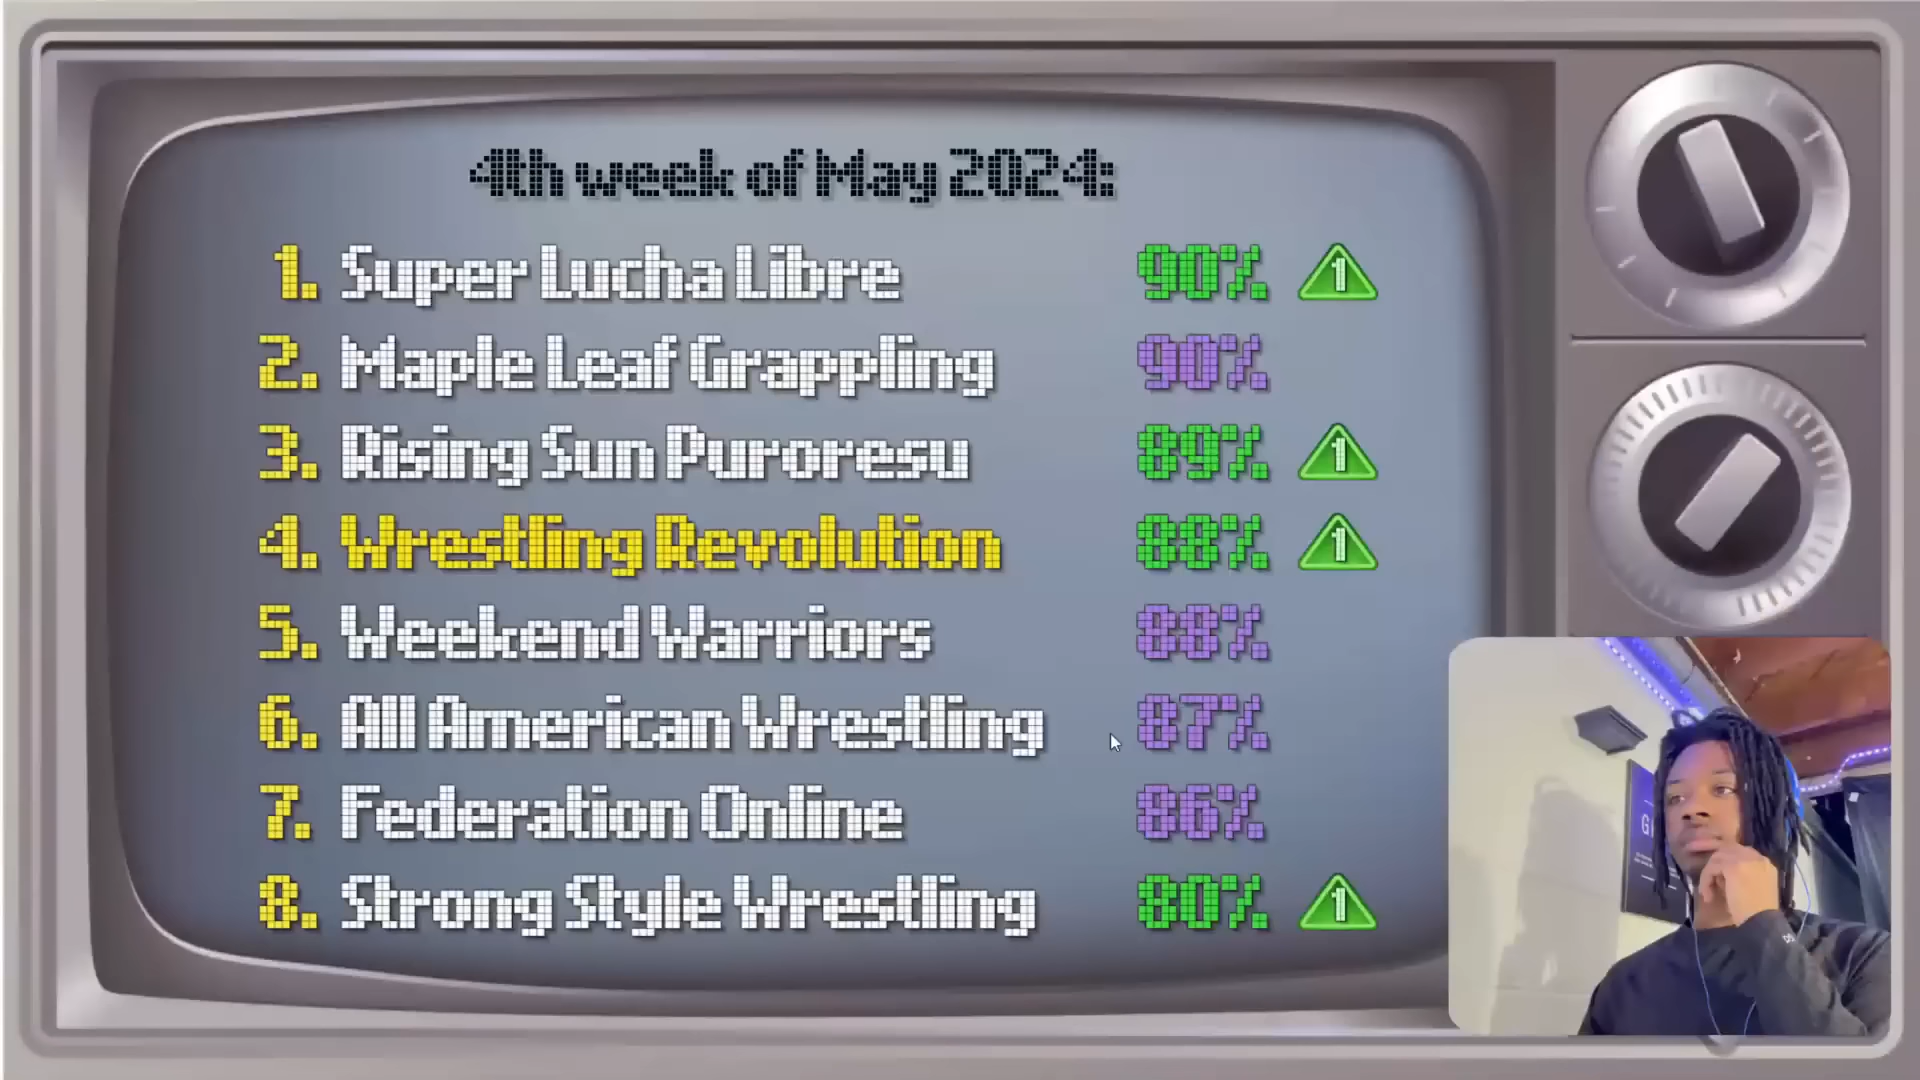 4th week of May 2024:
1. Super Lucha Libre 90% 1
2. Maple Leaf Grappling 90%
3. Rising Sun Puroresu 89% 1
4. Wrestling Revolution 88% 1
5. Weekend Warriors 88%
6. All American Wrestling 87%
7. Federation Online 86%
8. Strong Style Wrestling 80% 1